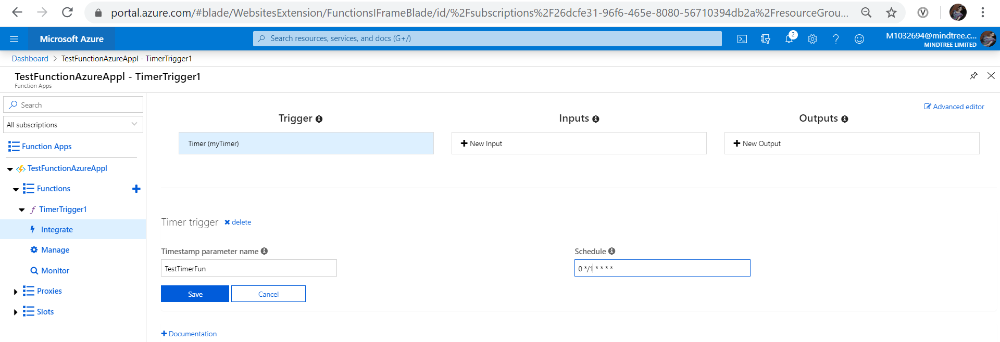 portal.azure.com/#blade/WebsitesExtension/FunctionsIFrameBlade/id/%2Fsubscriptions%2F26dcfe31-96f6-465e-8080-56710394db2a%2FresourceGrou...
V
Microsoft Azure
Search resources, services, and docs (G+/)
2
M1032694@mindtree.c...
MINDTREE LIMITED
Dashboard > TestFunctionAzureAppl - TimerTrigger1
TestFunctionAzureAppl - TimerTrigger1
Function Apps
Search
All subscriptions
Function Apps
TestFunctionAzureAppl
Functions
TimerTrigger1
Integrate
Manage
Monitor
Proxies
Slots
Advanced editor
Trigger
Inputs
Outputs
Timer (myTimer)
New Input
New Output
Timer trigger
delete
Timestamp parameter name
Schedule
TestTimerFun
0 */1 * * * *
Save
Cancel
Documentation